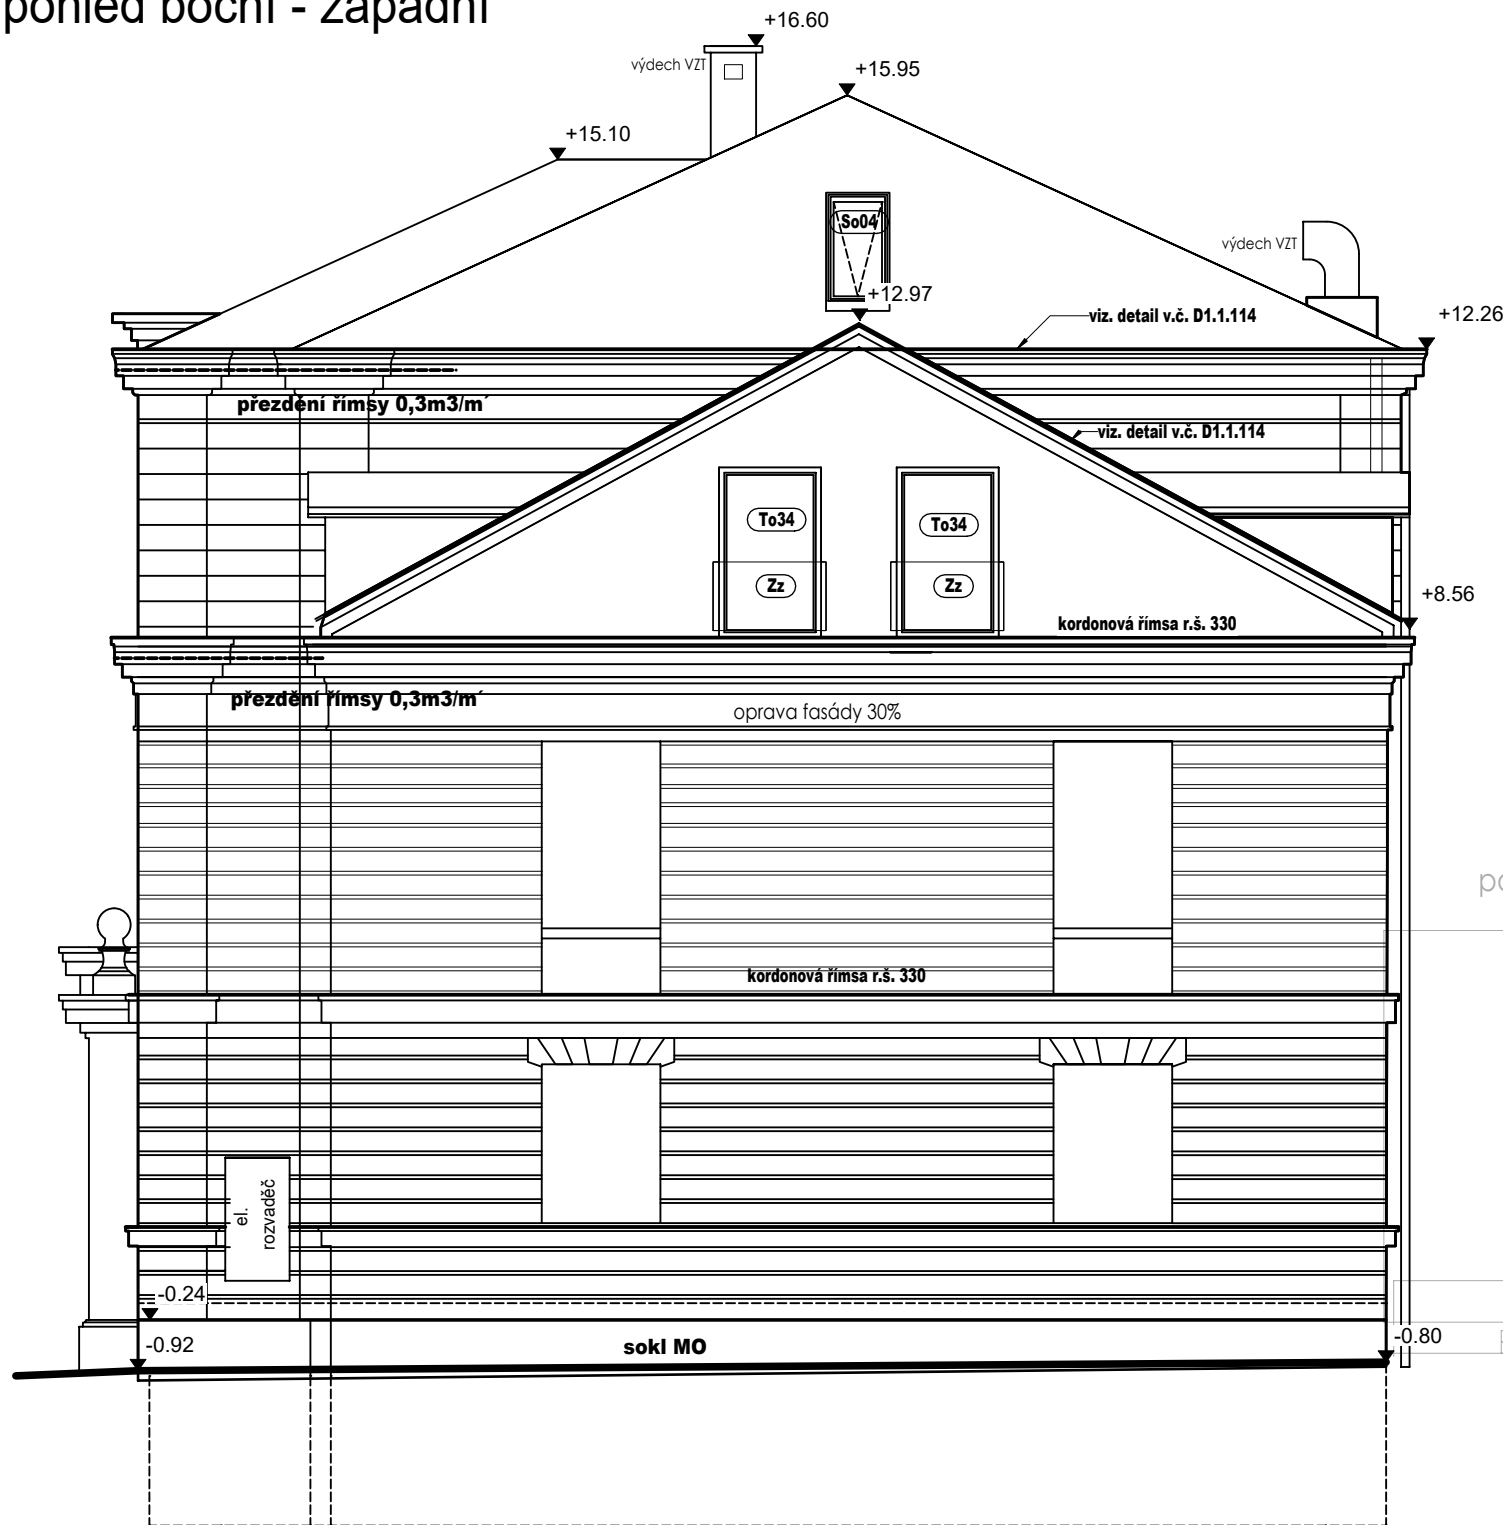 pohled boční - západní
+16.60
výdech VZT
+15.95
+15.10
So04
výdech VZT
+12.97
viz. detail v.č. D1.1.114
+12.26
přezdění římsy 0,3m3/m´
viz. detail v.č. D1.1.114
To34
To34
Zz
Zz
+8.56
kordonová římsa r.š. 330
přezdění římsy 0,3m3/m´
oprava fasády 30%
kordonová římsa r.š. 330
el.
rozvaděč
-0.24
-0.92
sokl MO
-0.80